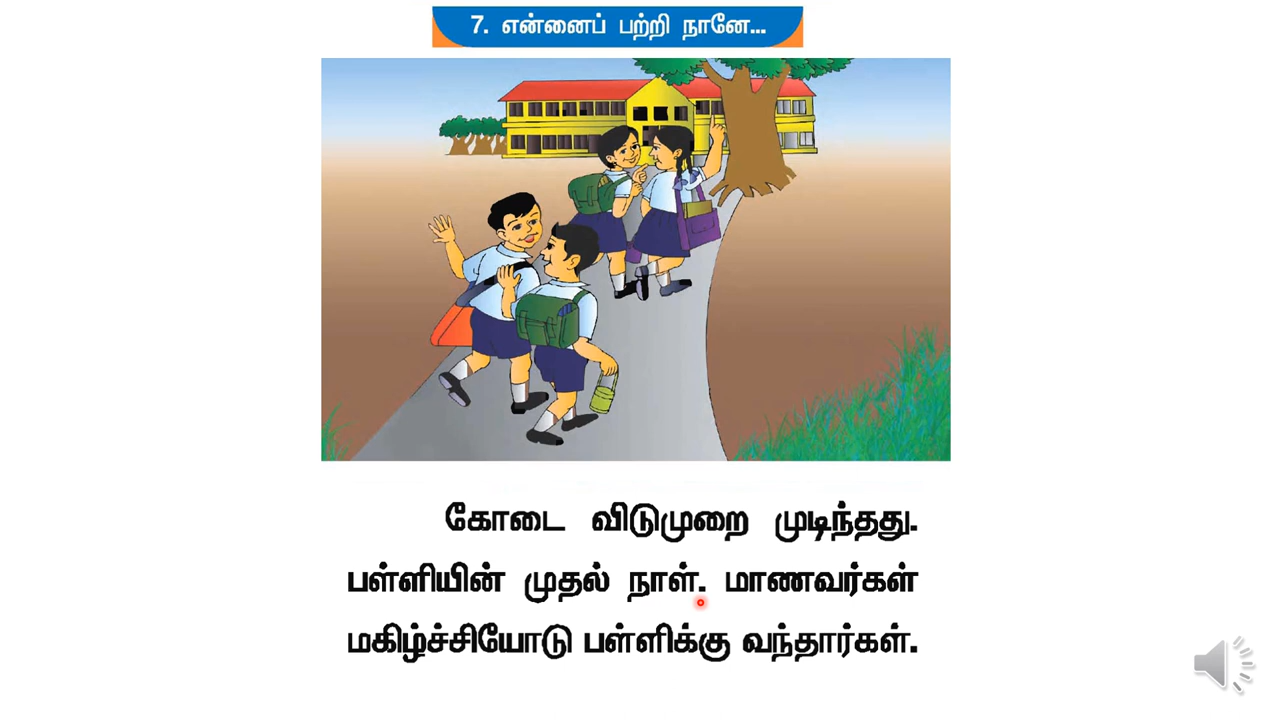 7. என்னைப் பற்றி நானே...
கோடை விடுமுறை முடிந்தது.
பள்ளியின் முதல் நாள். மாணவர்கள்
மகிழ்ச்சியோடு பள்ளிக்கு வந்தார்கள்.